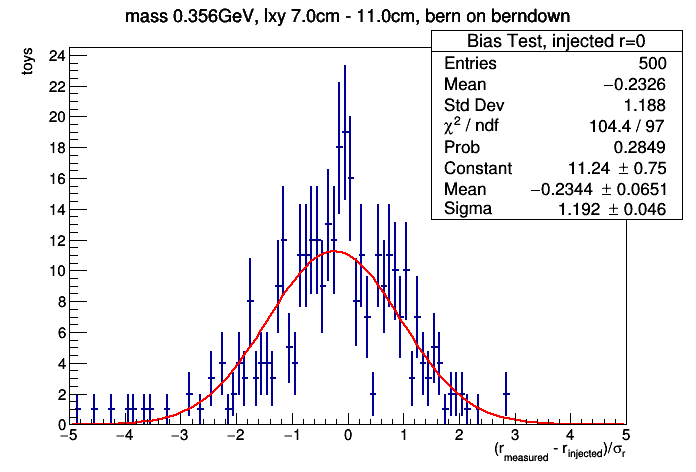 mass 0.356GeV, lxy 7.0cm - 11.0cm, bern on berndown
Bias Test, injected r=0
Entries 500
Mean −0.2326
Std Dev 1.188
χ² / ndf 104.4 / 97
Prob 0.2849
Constant 11.24 ± 0.75
Mean −0.2344 ± 0.0651
Sigma 1.192 ± 0.046
toys
24
22
20
18
16
14
12
10
8
6
4
2
0
−5 −4 −3 −2 −1 0 1 2 3 4 5
(r_measured - r_injected)/σ_r